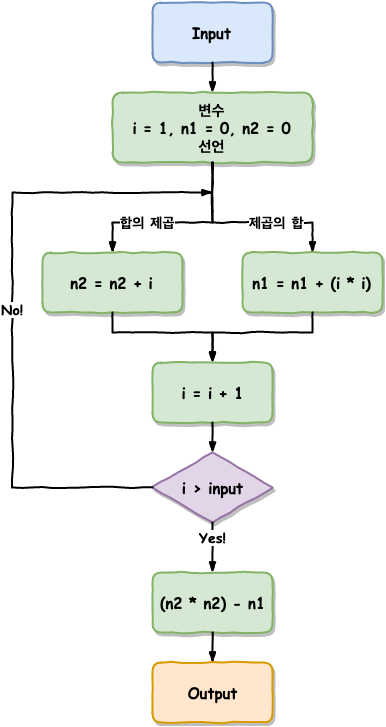 Input
변수
i = 1, n1 = 0, n2 = 0
선언
합의 제곱
제곱의 합
n2 = n2 + i
n1 = n1 + (i * i)
No!
i = i + 1
i > input
Yes!
(n2 * n2) - n1
Output